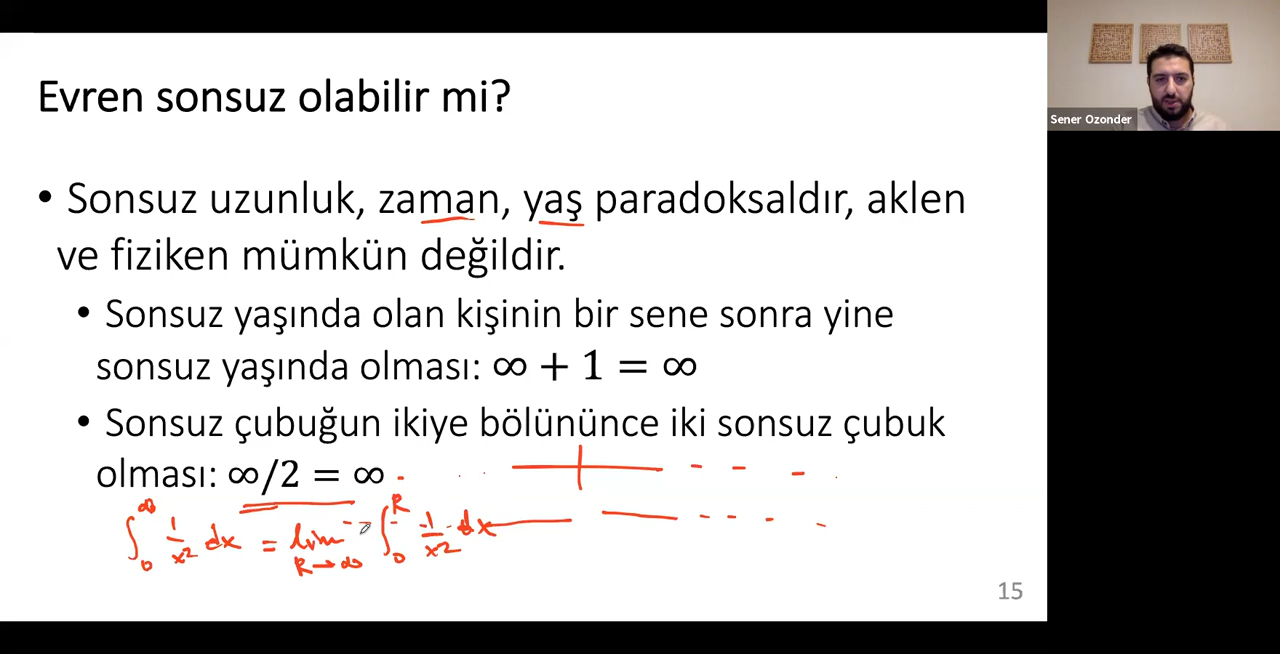 Evren sonsuz olabilir mi?
Sener Ozonder
• Sonsuz uzunluk, zaman, yaş paradoksaldır, aklen
ve fiziken mümkün değildir.
• Sonsuz yaşında olan kişinin bir sene sonra yine
sonsuz yaşında olması: ∞ + 1 = ∞
• Sonsuz çubuğun ikiye bölününce iki sonsuz çubuk
olması: ∞/2 = ∞
∫₀^∞ 1/x² dx = lim R→∞ ∫₀^R 1/x² dx
15